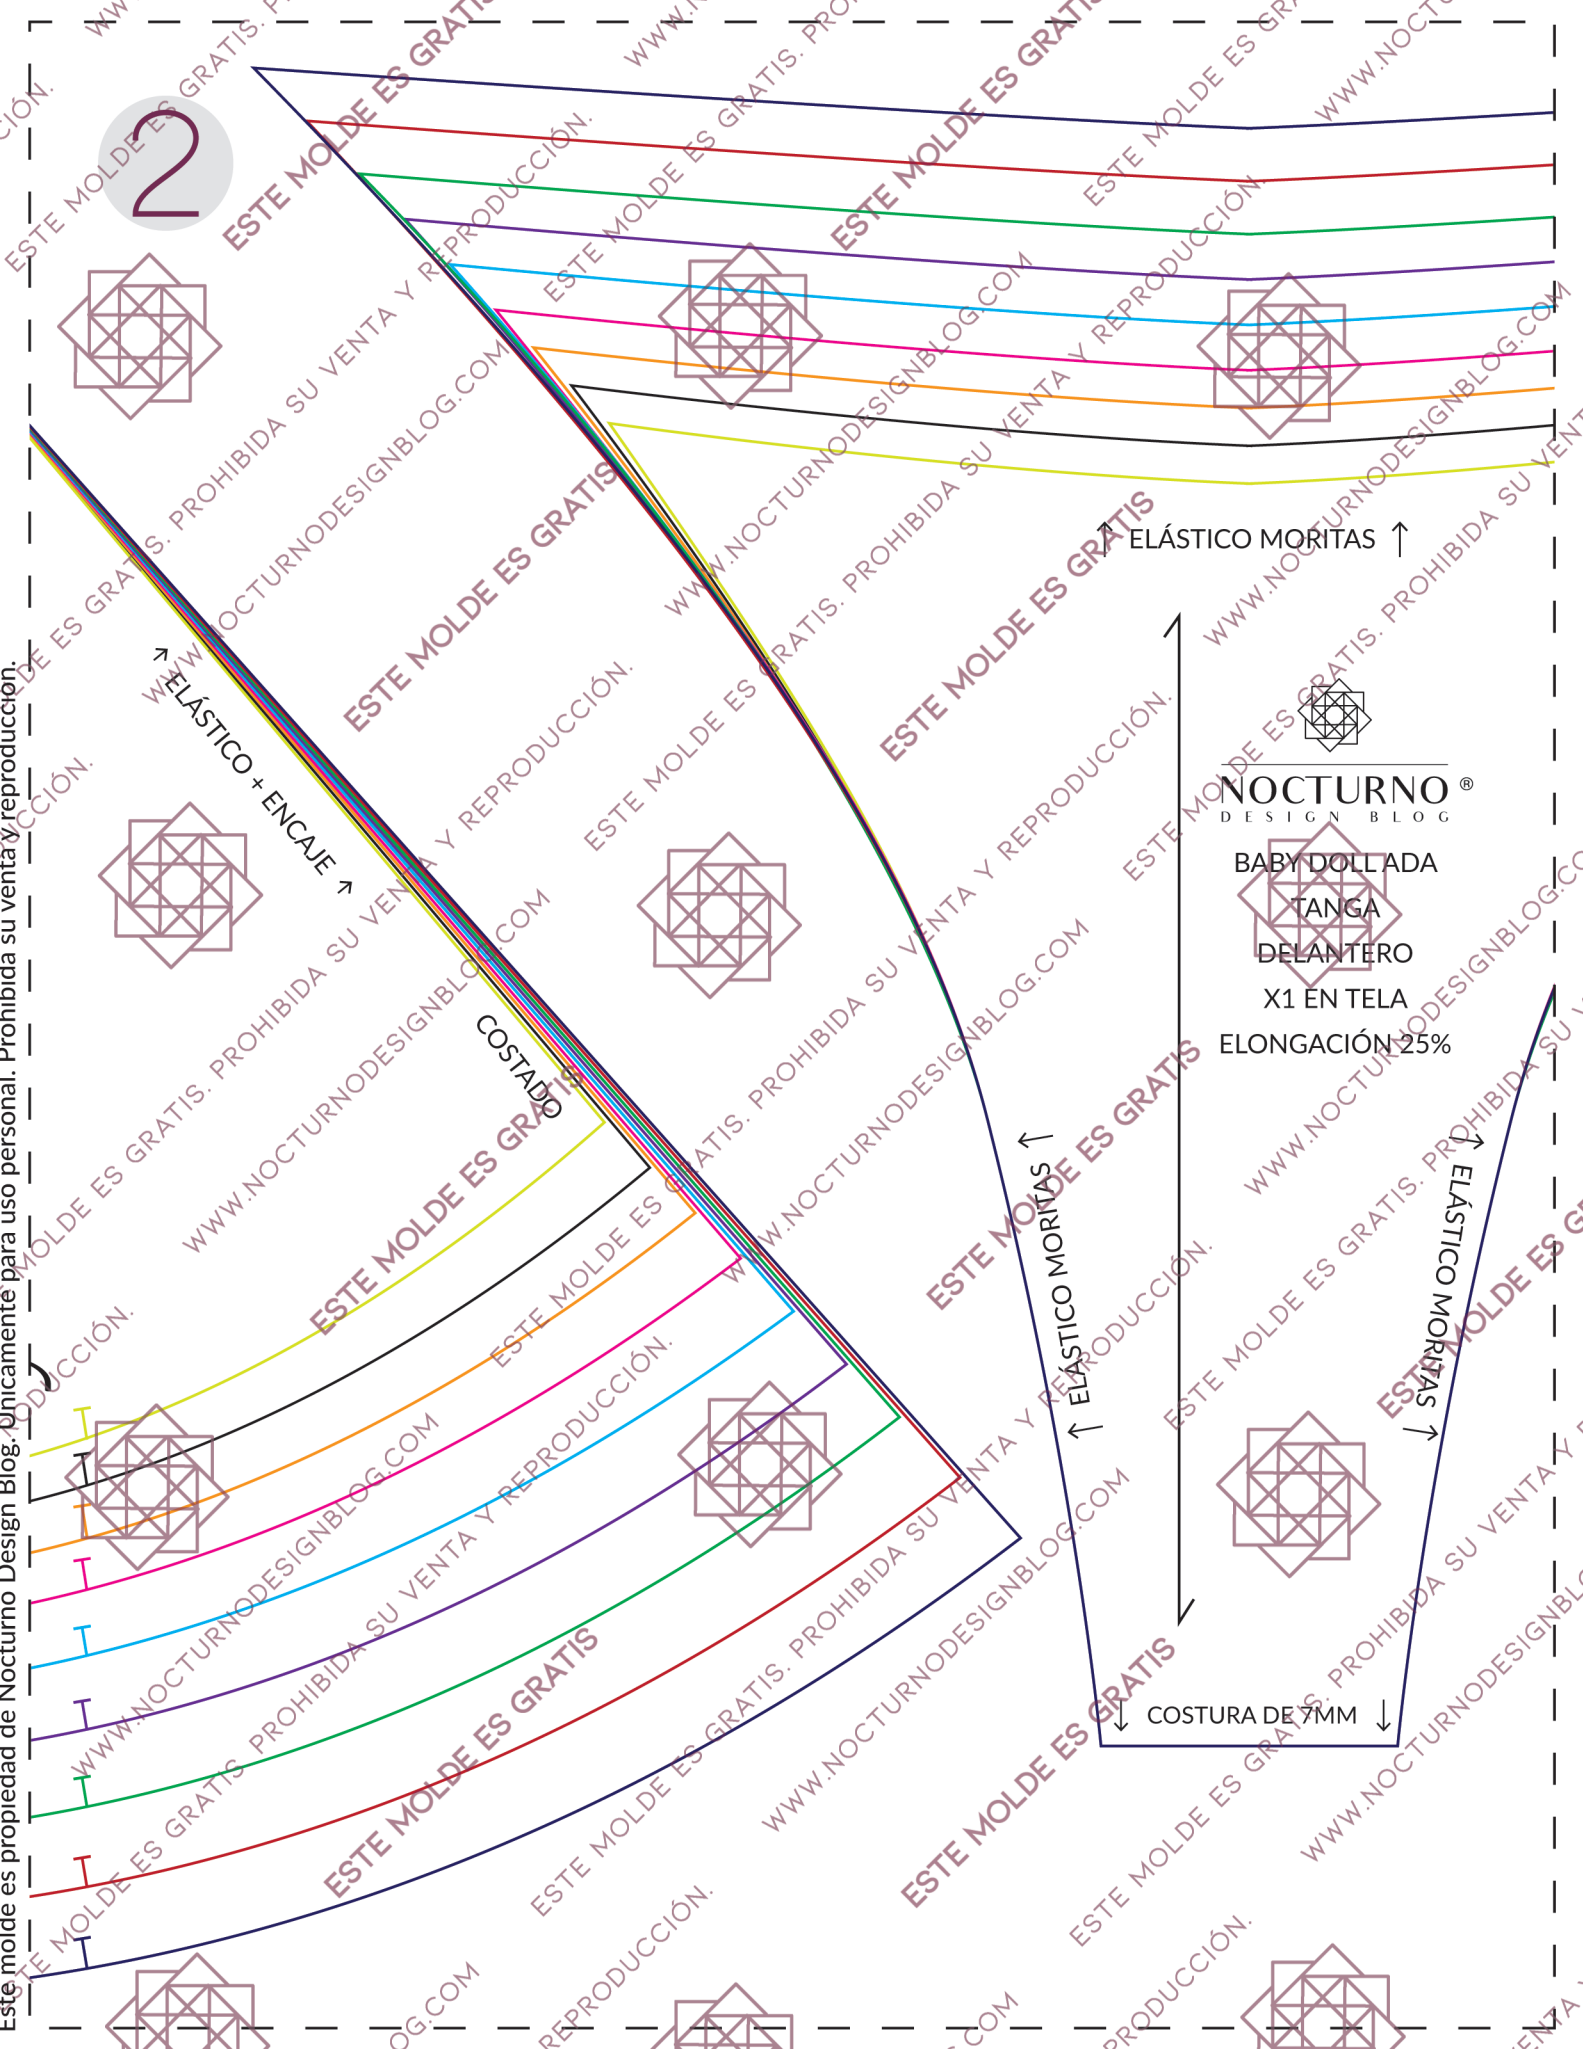 2
ELÁSTICO MORITAS
NOCTURNO ®
DESIGN BLOG
BABY DOLL ADA
TANGA
DELANTERO
X1 EN TELA
ELONGACIÓN 25%
ELÁSTICO + ENCAJE
COSTADO
ELÁSTICO MORITAS
ELÁSTICO MORITAS
COSTURA DE 7MM
Este molde es propiedad de Nocturno Design Blog. Únicamente para uso personal. Prohibida su venta y reproducción.
ESTE MOLDE ES GRATIS
ESTE MOLDE ES GRATIS. PROHIBIDA SU VENTA Y REPRODUCCIÓN.
WWW.NOCTURNODESIGNBLOG.COM